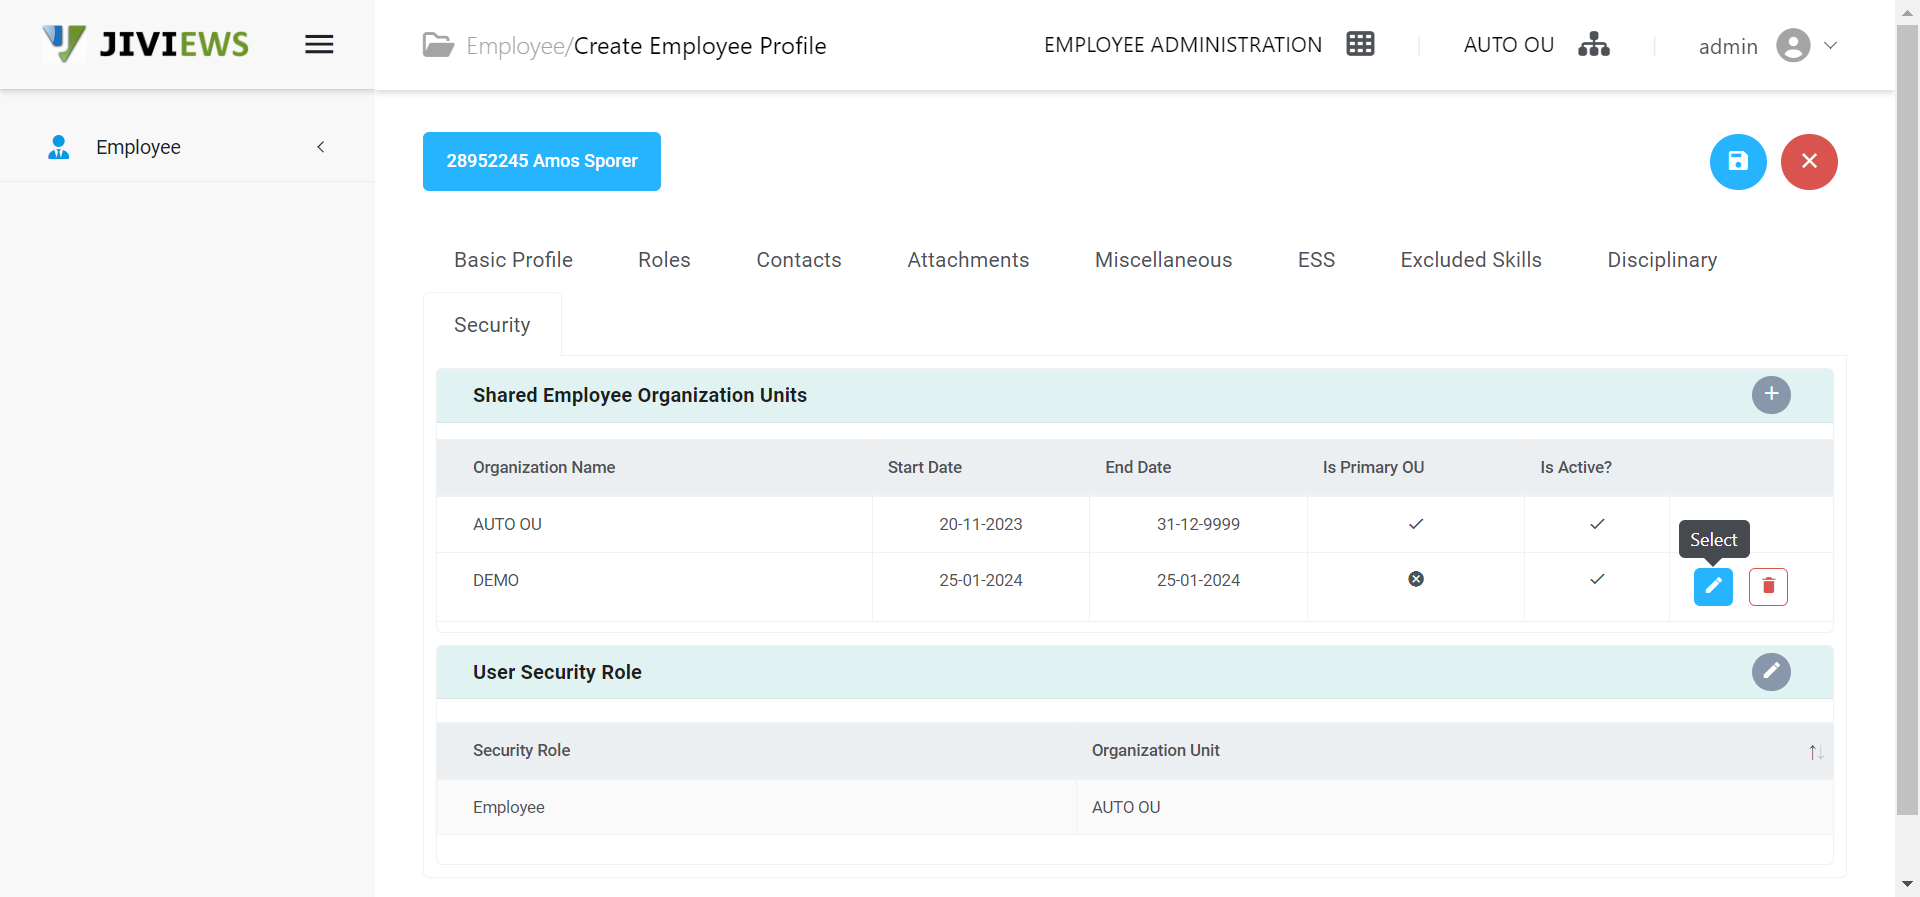 JIVIEWS
Employee/Create Employee Profile
EMPLOYEE ADMINISTRATION
AUTO OU
admin
Employee
28952245 Amos Sporer
Basic Profile
Roles
Contacts
Attachments
Miscellaneous
ESS
Excluded Skills
Disciplinary
Security
Shared Employee Organization Units
Organization Name
Start Date
End Date
Is Primary OU
Is Active?
AUTO OU
20-11-2023
31-12-9999
Select
DEMO
25-01-2024
25-01-2024
User Security Role
Security Role
Organization Unit
Employee
AUTO OU